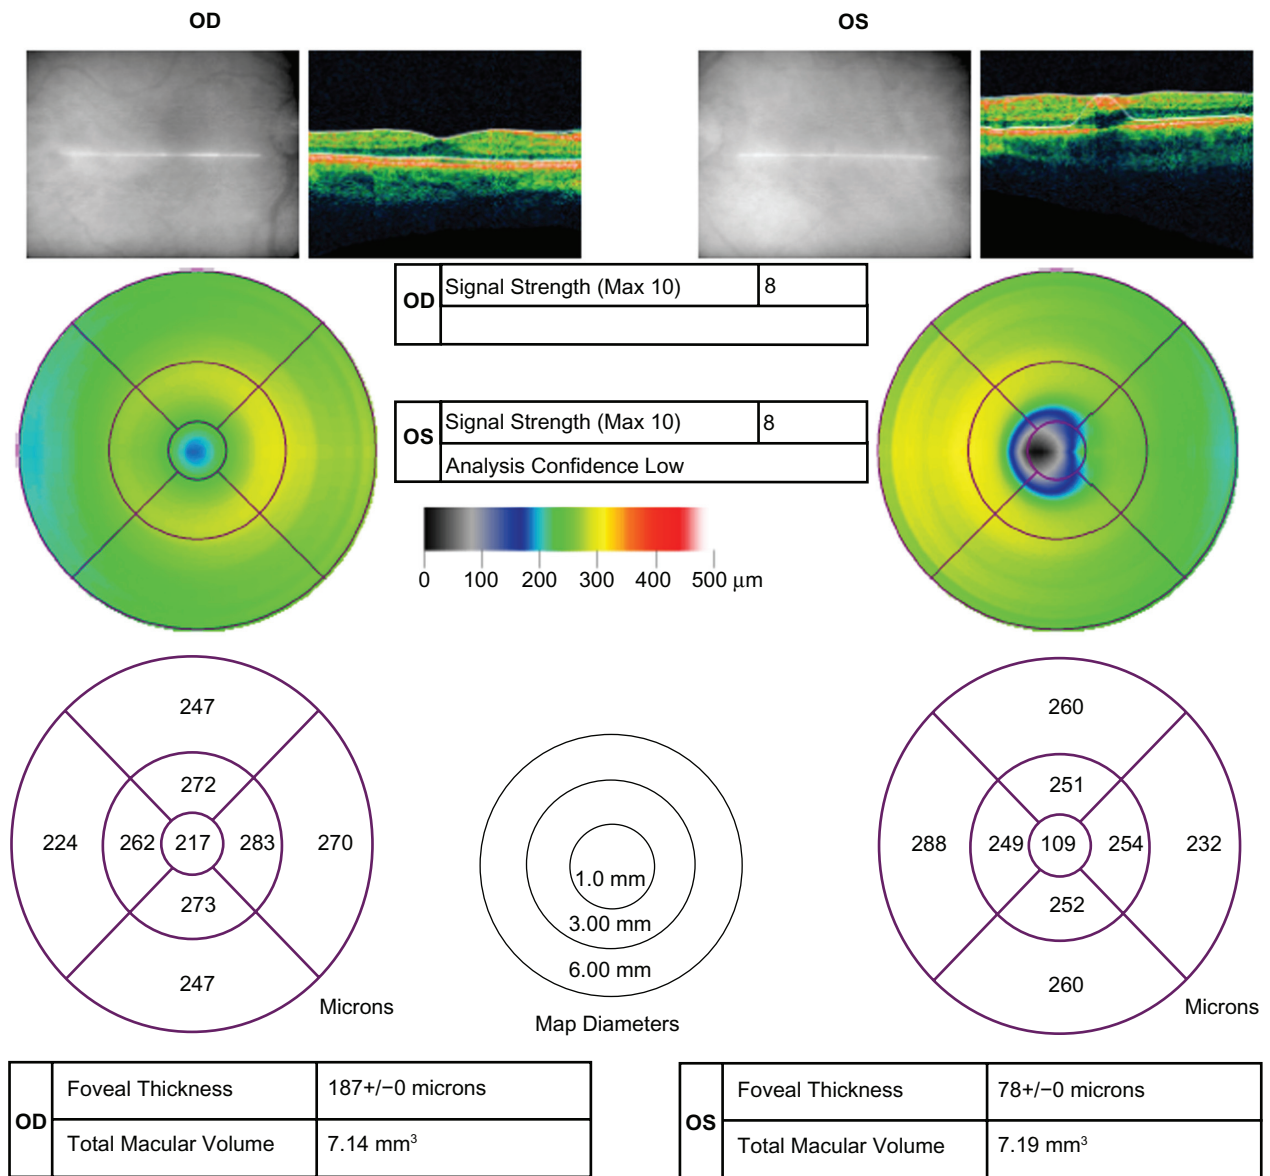 OD
OS
OD
Signal Strength (Max 10)
8
OS
Signal Strength (Max 10)
8
Analysis Confidence Low
0 100 200 300 400 500 μm
247
272
224 262 217 283 270
273
247
Microns
1.0 mm
3.00 mm
6.00 mm
Map Diameters
260
251
288 249 109 254 232
252
260
Microns
OD
Foveal Thickness
187+/−0 microns
Total Macular Volume
7.14 mm³
OS
Foveal Thickness
78+/−0 microns
Total Macular Volume
7.19 mm³